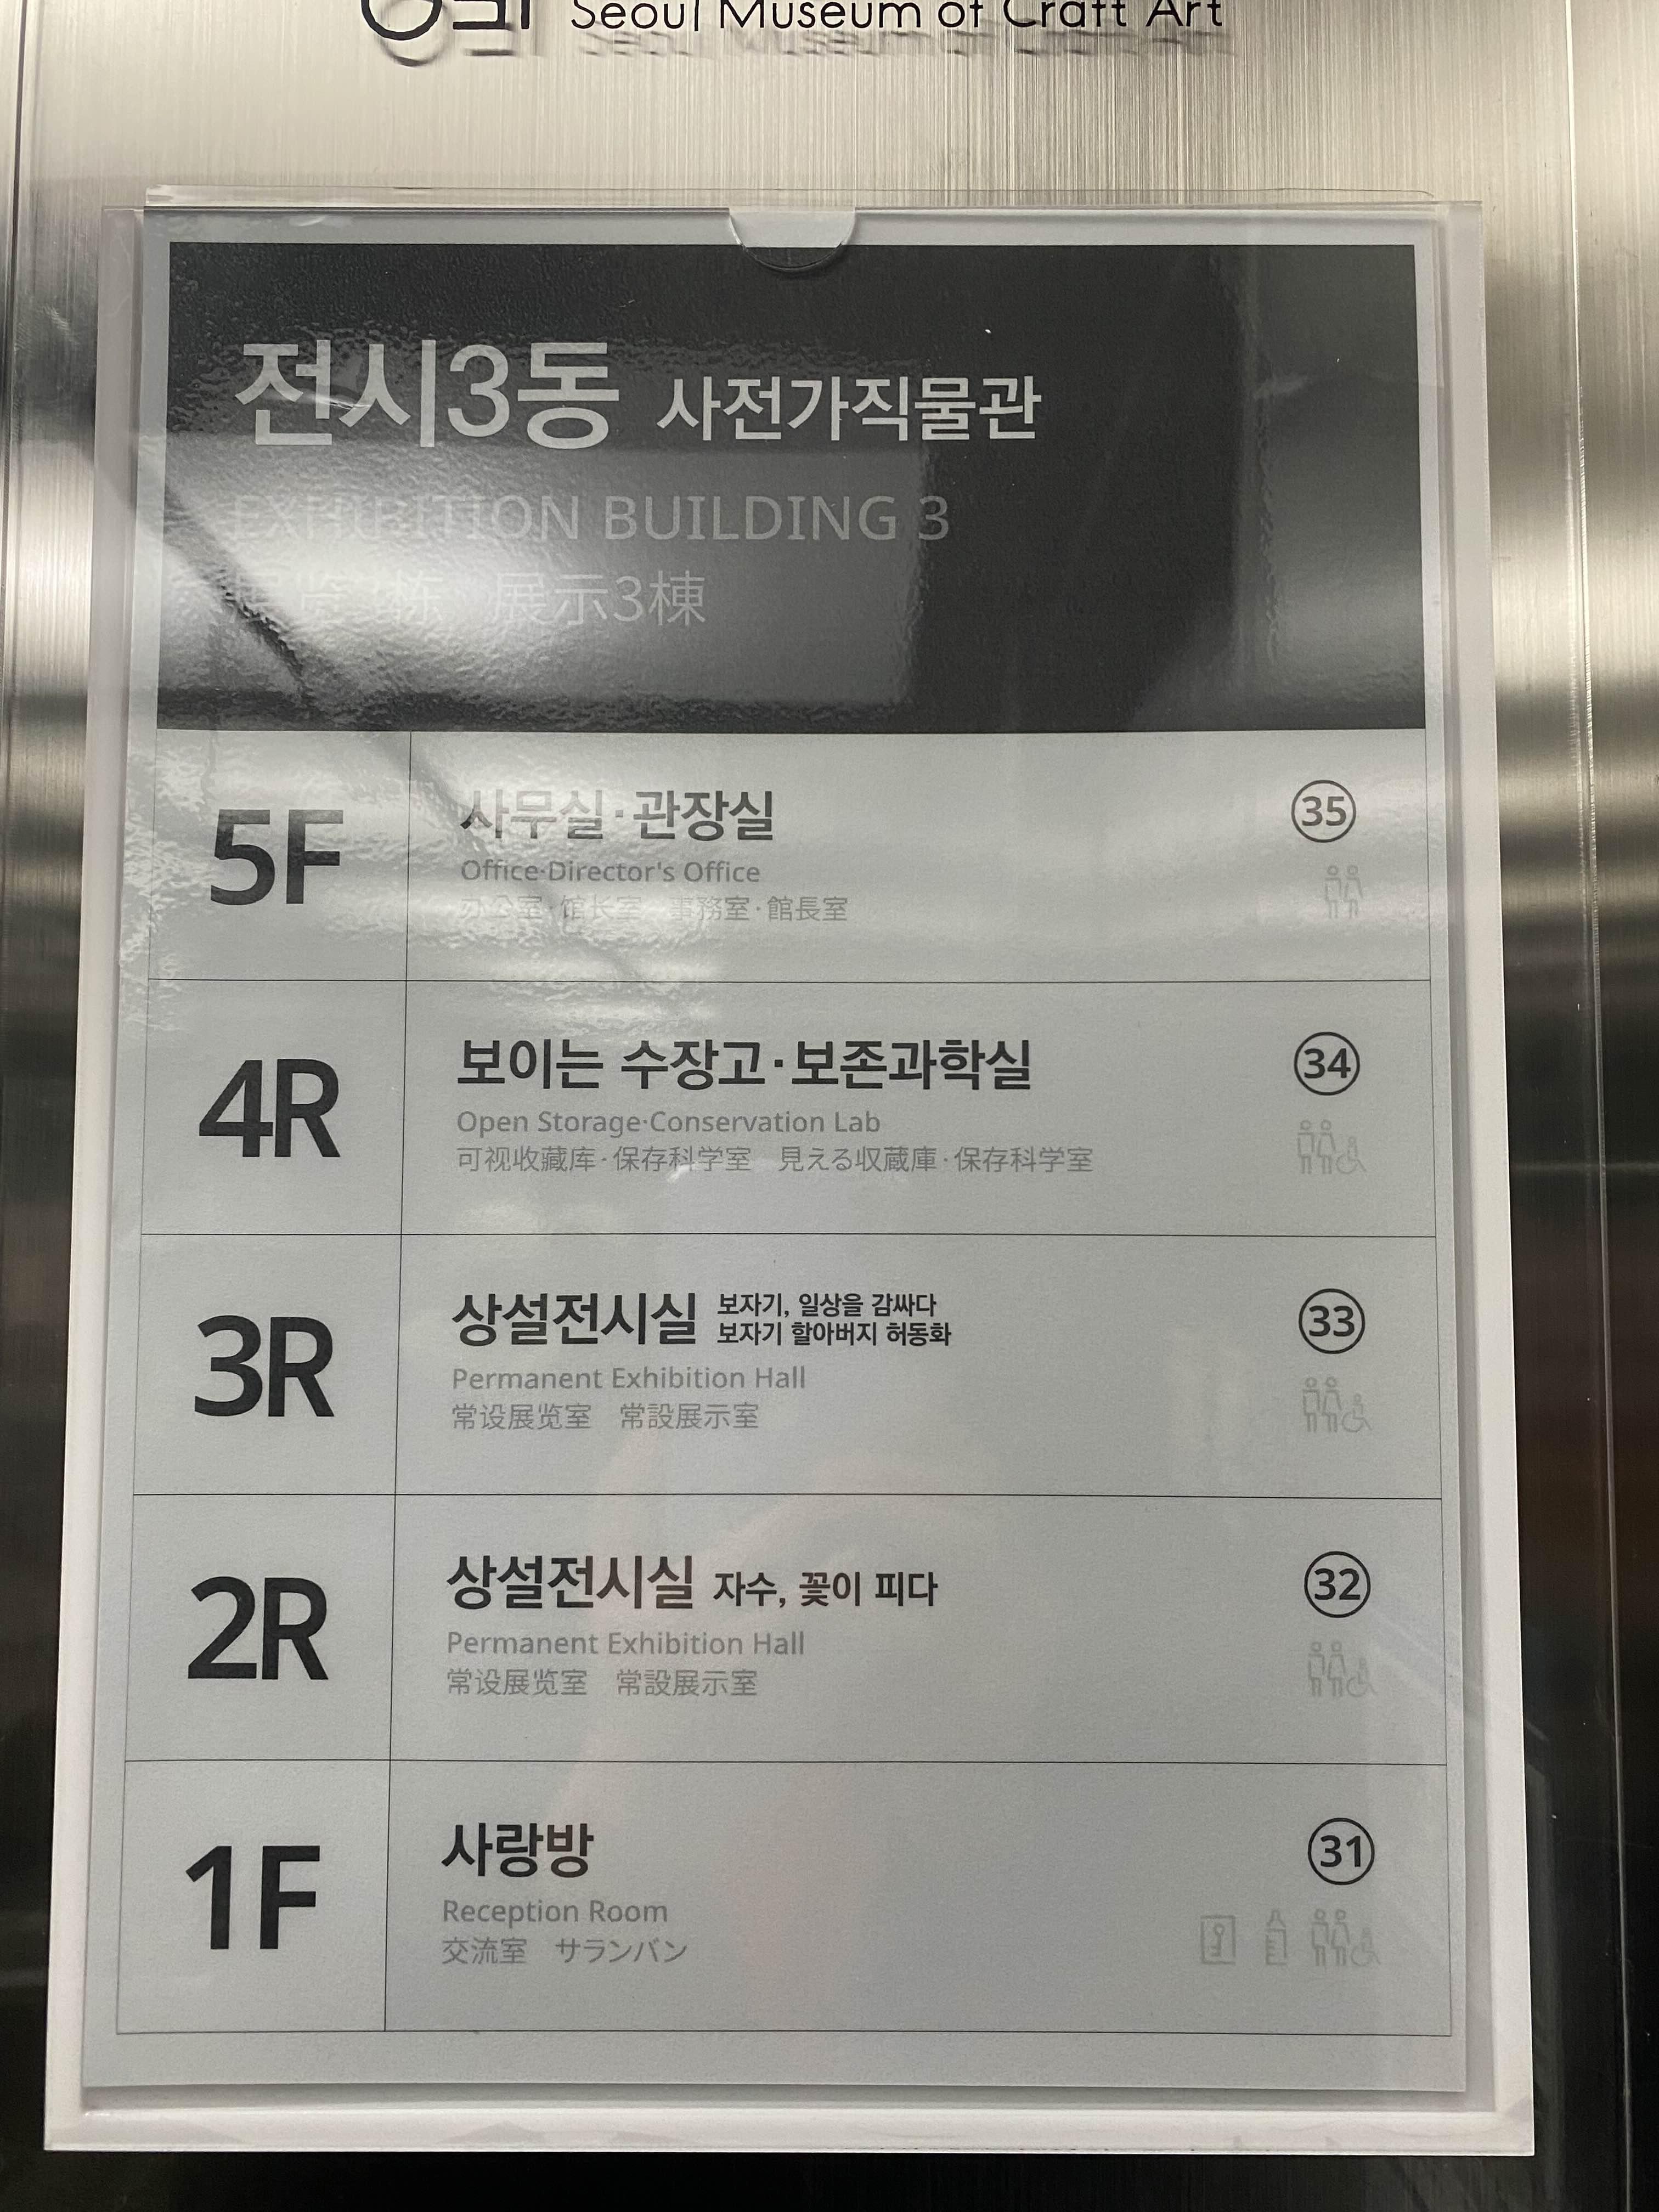 Seoul Museum of Craft Art
전시3동 사전가직물관
EXHIBITION BUILDING 3
展示3棟
5F
사무실·관장실
35
Office·Director's Office
办公室·馆长室 事務室·館長室
4R
보이는 수장고·보존과학실
34
Open Storage·Conservation Lab
可视收藏库·保存科学室 見える収蔵庫·保存科学室
3R
상설전시실 보자기, 일상을 감싸다
보자기 할아버지 허동화
33
Permanent Exhibition Hall
常设展览室 常設展示室
2R
상설전시실 자수, 꽃이 피다
32
Permanent Exhibition Hall
常设展览室 常設展示室
1F
사랑방
31
Reception Room
交流室 サランバン